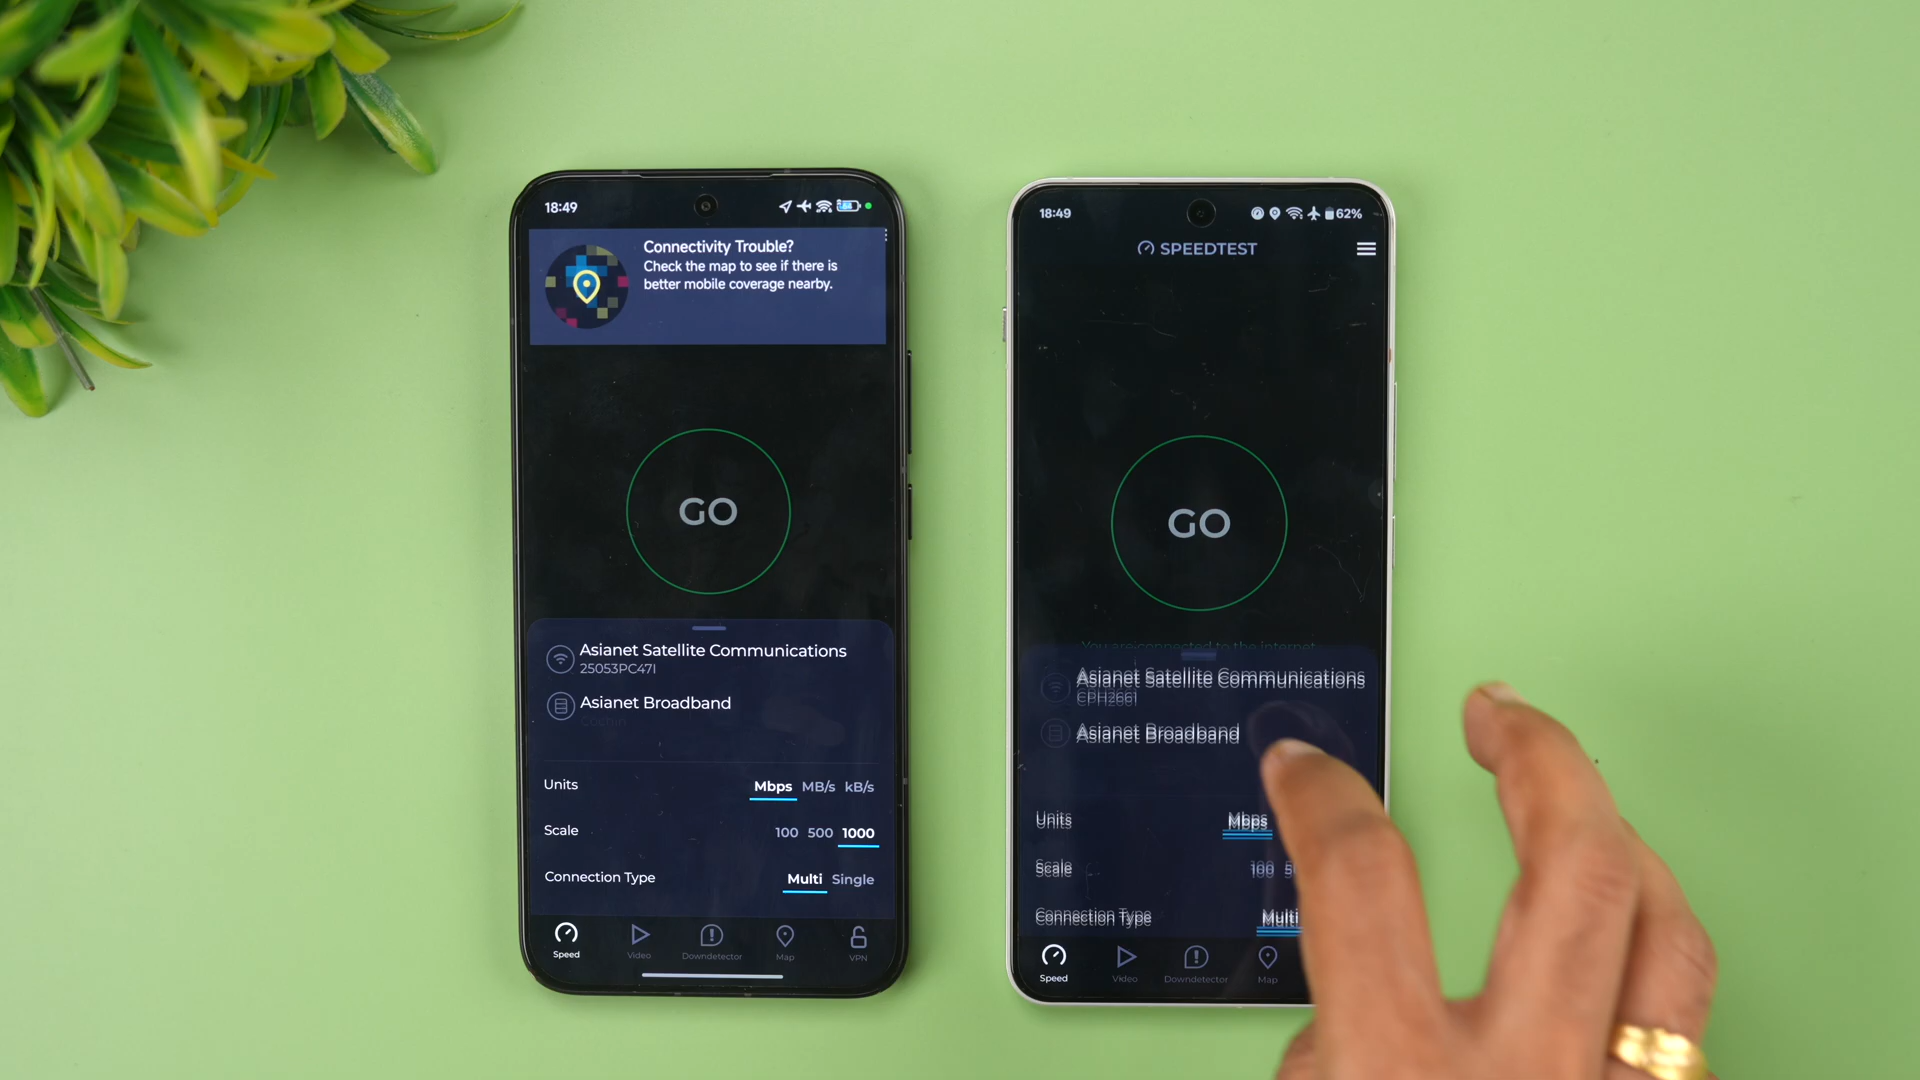 18:49
Connectivity Trouble?
Check the map to see if there is
better mobile coverage nearby.
GO
Asianet Satellite Communications
25053PC47I
Asianet Broadband
Cochin
Units Mbps MB/s kB/s
Scale 100 500 1000
Connection Type Multi Single
Speed Video Downdetector Map VPN
18:49 62%
SPEEDTEST
GO
You are connected to the internet
Asianet Satellite Communications
CPH2661
Asianet Broadband
Units Mbps
Scale 100
Connection Type Multi
Speed Video Downdetector Map